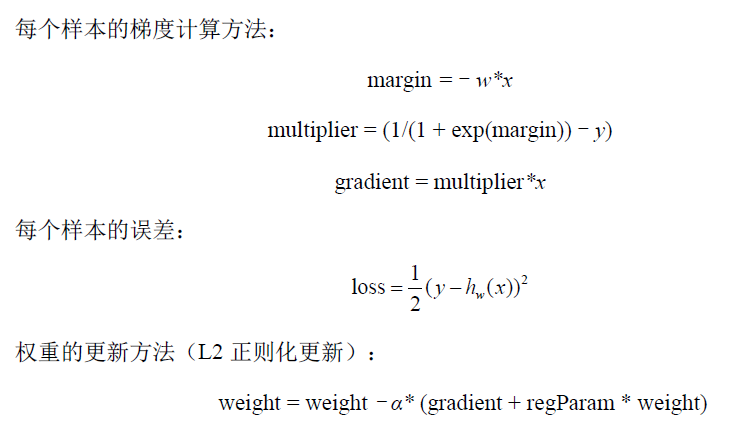 每个样本的梯度计算方法：
margin = − w*x
multiplier = (1/(1 + exp(margin)) − y)
gradient = multiplier*x
每个样本的误差：
loss = \frac{1}{2}(y − h_w(x))^2
权重的更新方法（L2 正则化更新）：
weight = weight − α* (gradient + regParam * weight)